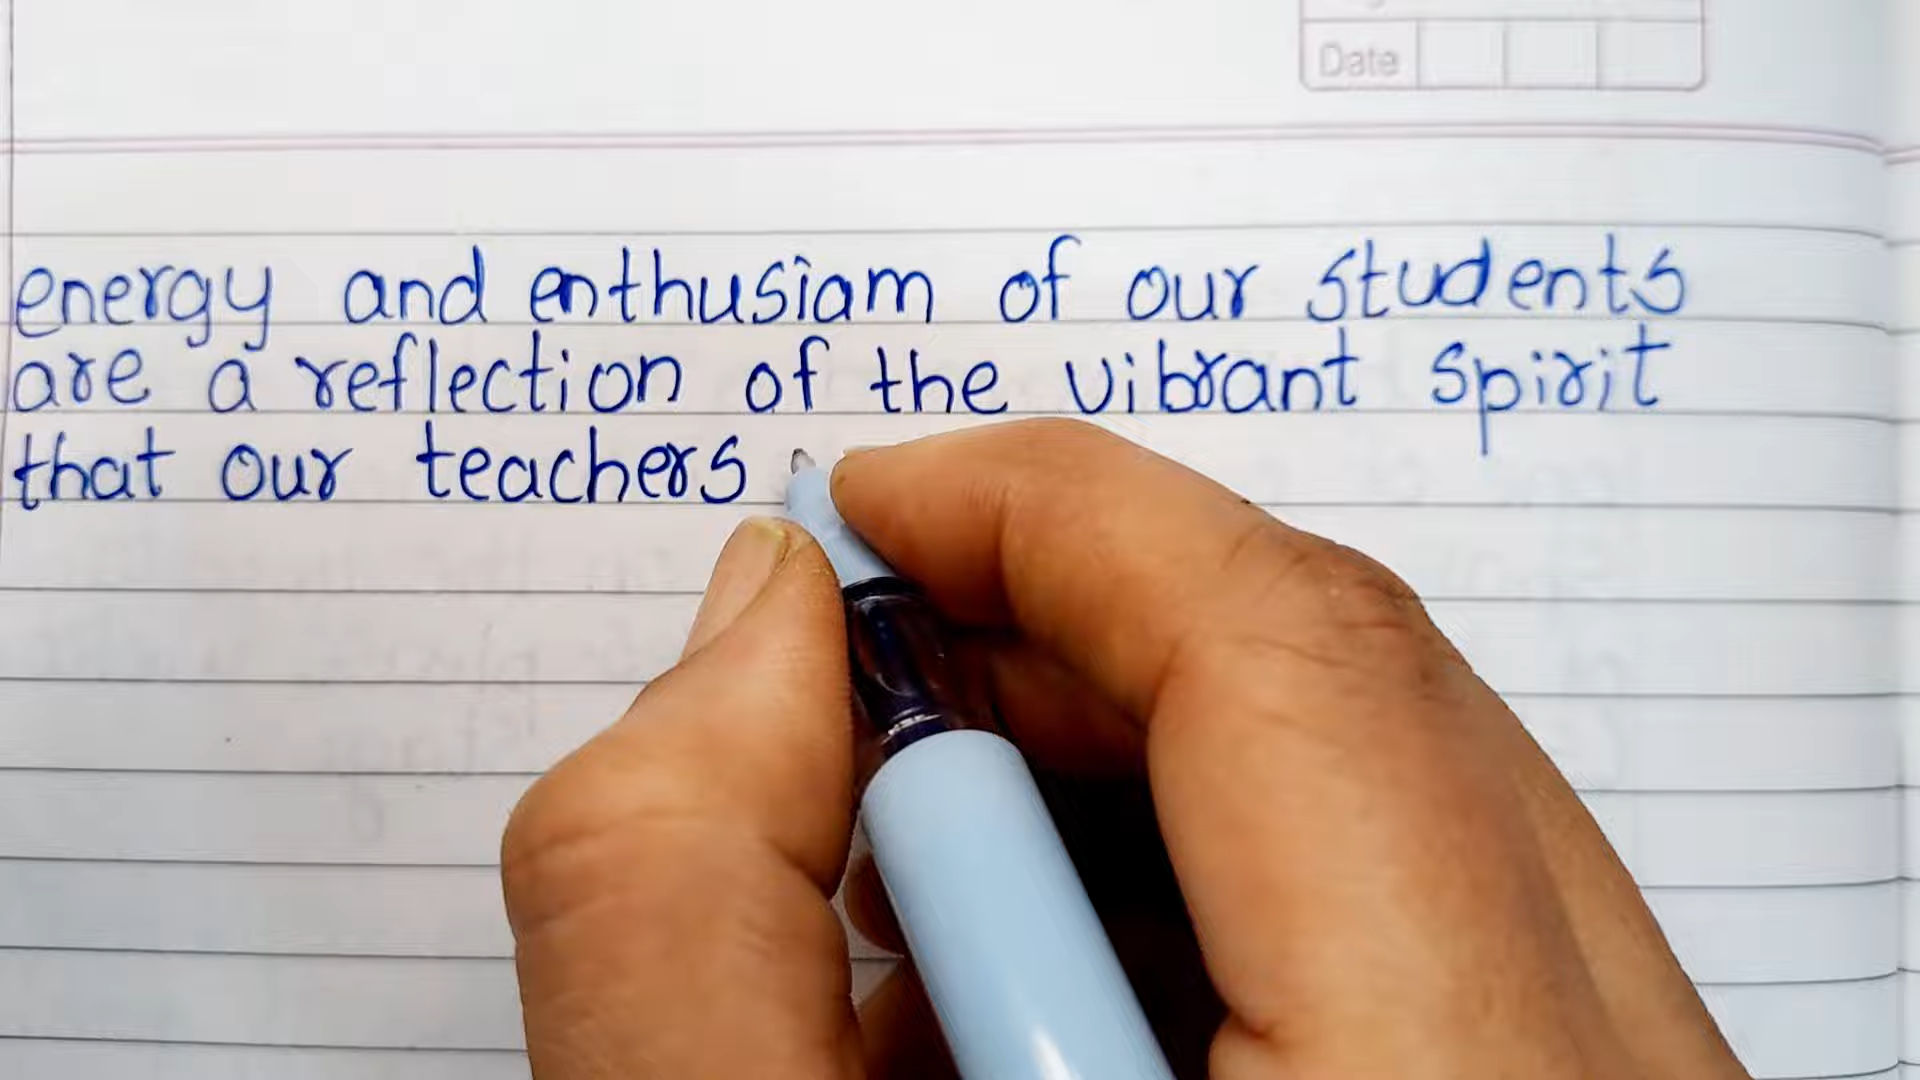 Date
energy and enthusiam of our students
are a reflection of the vibrant spirit
that our teachers